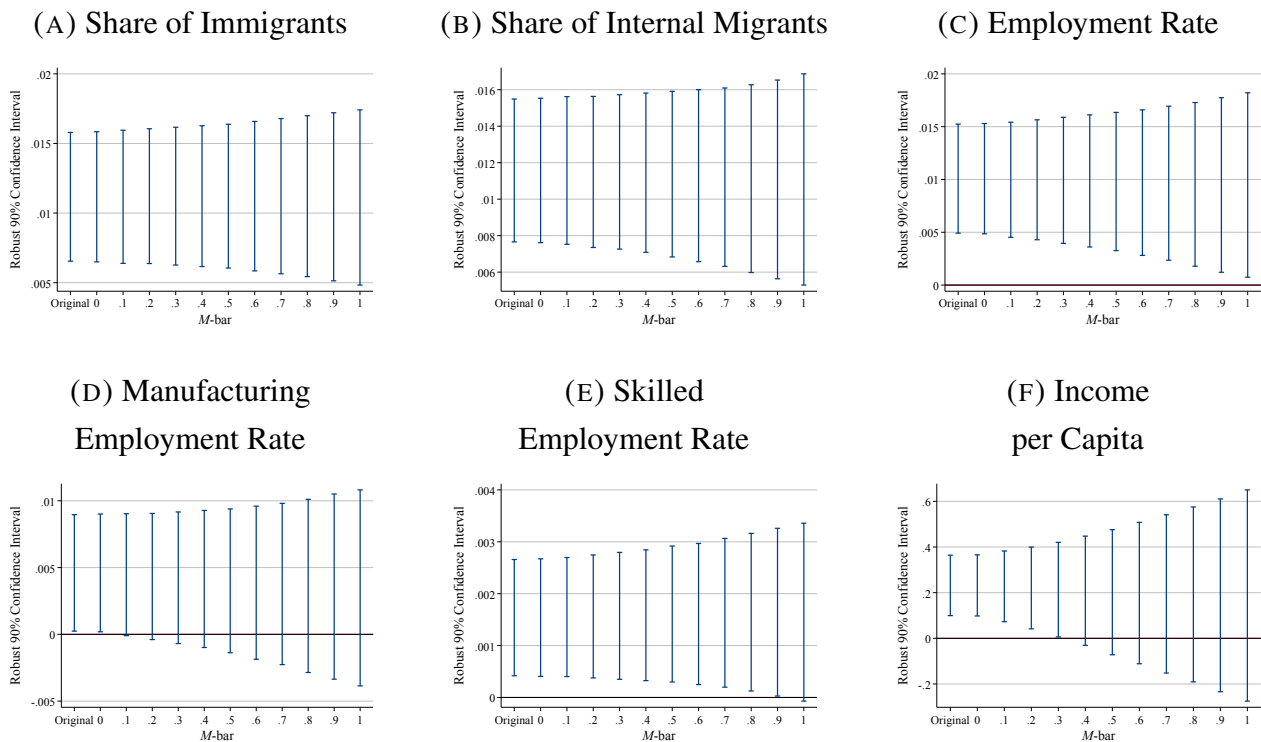 (A) Share of Immigrants
Robust 90% Confidence Interval
.02
.015
.01
.005
Original 0 .1 .2 .3 .4 .5 .6 .7 .8 .9 1
M-bar
(B) Share of Internal Migrants
Robust 90% Confidence Interval
.016
.014
.012
.01
.008
.006
Original 0 .1 .2 .3 .4 .5 .6 .7 .8 .9 1
M-bar
(C) Employment Rate
Robust 90% Confidence Interval
.02
.015
.01
.005
0
Original 0 .1 .2 .3 .4 .5 .6 .7 .8 .9 1
M-bar
(D) Manufacturing
Employment Rate
Robust 90% Confidence Interval
.01
.005
0
-.005
Original 0 .1 .2 .3 .4 .5 .6 .7 .8 .9 1
M-bar
(E) Skilled
Employment Rate
Robust 90% Confidence Interval
.004
.003
.002
.001
0
Original 0 .1 .2 .3 .4 .5 .6 .7 .8 .9 1
M-bar
(F) Income
per Capita
Robust 90% Confidence Interval
.6
.4
.2
0
-.2
Original 0 .1 .2 .3 .4 .5 .6 .7 .8 .9 1
M-bar